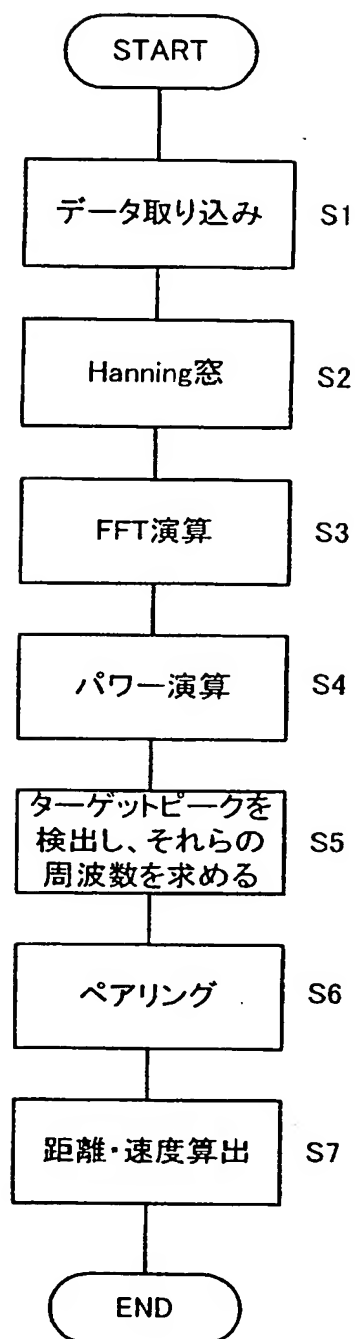 START
データ取り込み S1
Hanning窓 S2
FFT演算 S3
パワー演算 S4
ターゲットピークを
検出し、それらの S5
周波数を求める
ペアリング S6
距離・速度算出 S7
END